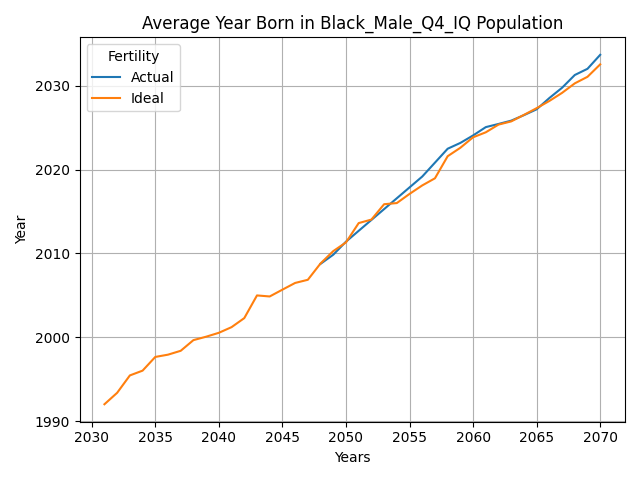 Average Year Born in Black_Male_Q4_IQ Population
Fertility
Actual
Ideal
2030
2020
2010
2000
1990
Year
2030 2035 2040 2045 2050 2055 2060 2065 2070
Years